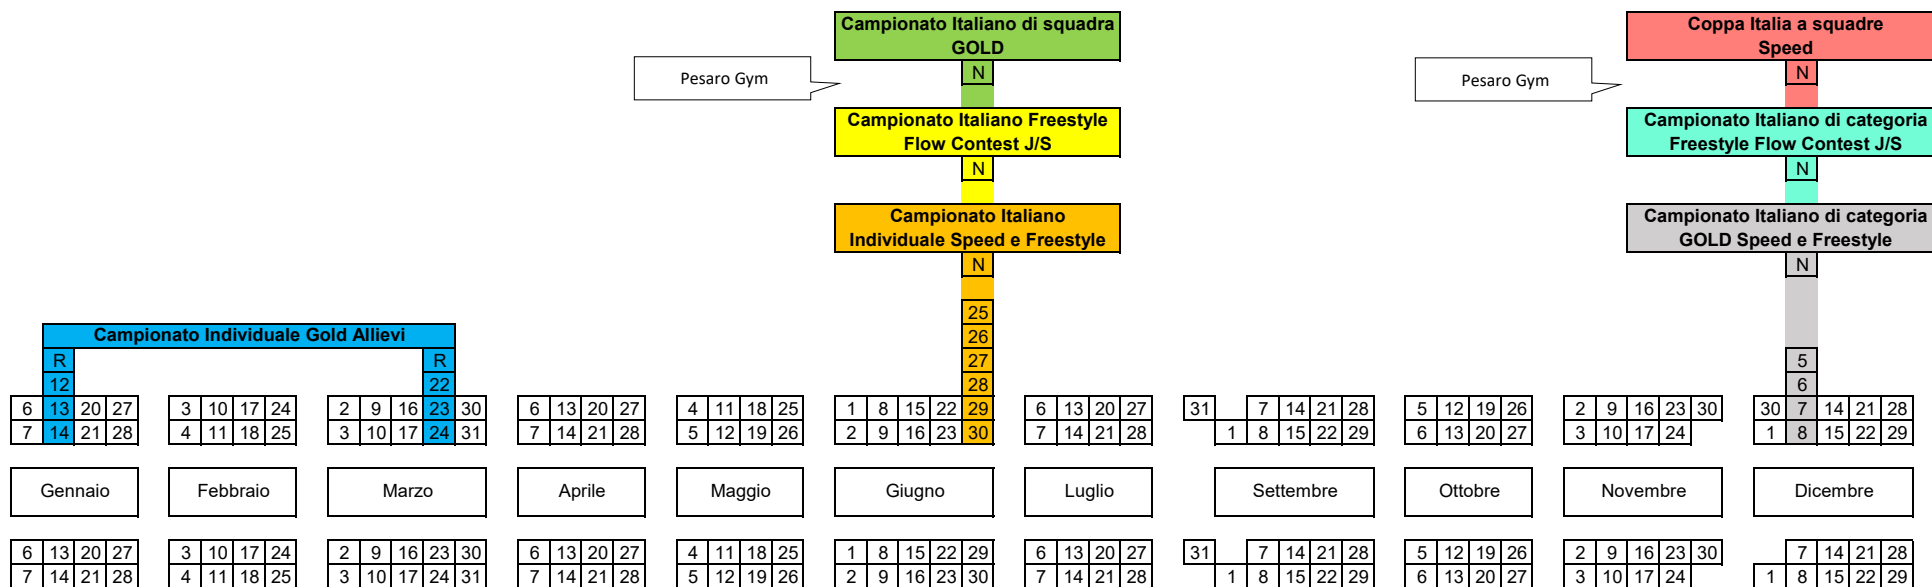 Campionato Italiano di squadra
GOLD
N
Pesaro Gym
Campionato Italiano Freestyle
Flow Contest J/S
N
Campionato Italiano
Individuale Speed e Freestyle
N
25
26
27
28
Coppa Italia a squadre
Speed
N
Pesaro Gym
Campionato Italiano di categoria
Freestyle Flow Contest J/S
N
Campionato Italiano di categoria
GOLD Speed e Freestyle
N
5
6
Campionato Individuale Gold Allievi
R R
12 22
6 13 20 27 3 10 17 24 2 9 16 23 30 6 13 20 27 4 11 18 25 1 8 15 22 29 6 13 20 27 31 7 14 21 28 5 12 19 26 2 9 16 23 30 30 7 14 21 28
7 14 21 28 4 11 18 25 3 10 17 24 31 7 14 21 28 5 12 19 26 2 9 16 23 30 7 14 21 28 1 8 15 22 29 6 13 20 27 3 10 17 24 1 8 15 22 29
Gennaio Febbraio Marzo Aprile Maggio Giugno Luglio Settembre Ottobre Novembre Dicembre
6 13 20 27 3 10 17 24 2 9 16 23 30 6 13 20 27 4 11 18 25 1 8 15 22 29 6 13 20 27 31 7 14 21 28 5 12 19 26 2 9 16 23 30 7 14 21 28
7 14 21 28 4 11 18 25 3 10 17 24 31 7 14 21 28 5 12 19 26 2 9 16 23 30 7 14 21 28 1 8 15 22 29 6 13 20 27 3 10 17 24 1 8 15 22 29